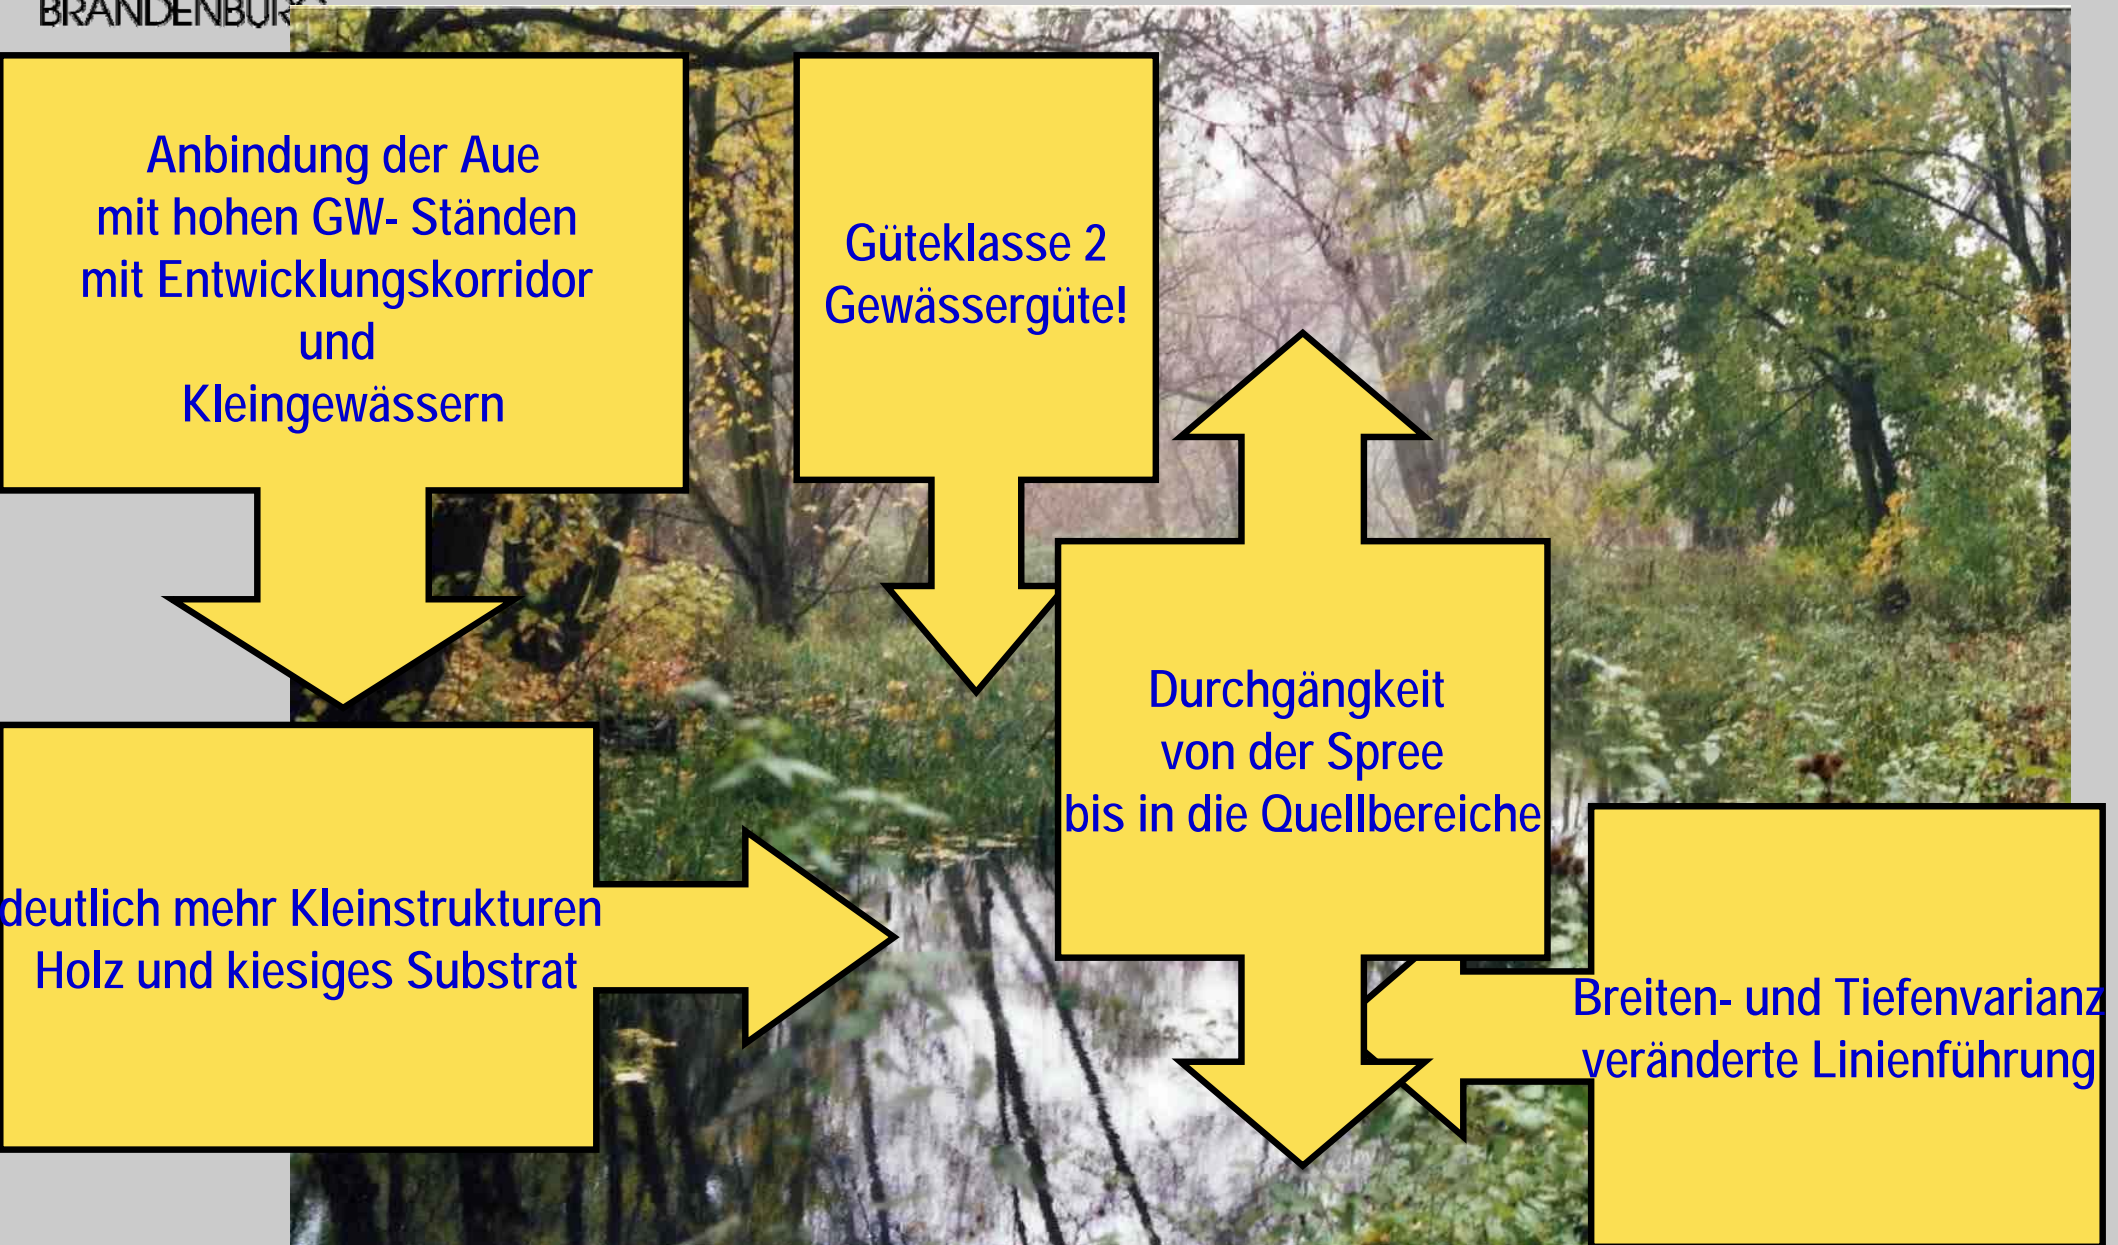 BRANDENBURG
Anbindung der Aue
mit hohen GW- Ständen
mit Entwicklungskorridor
und
Kleingewässern
Güteklasse 2
Gewässergüte!
Durchgängkeit
von der Spree
bis in die Quellbereiche
deutlich mehr Kleinstrukturen
Holz und kiesiges Substrat
Breiten- und Tiefenvarianz
veränderte Linienführung